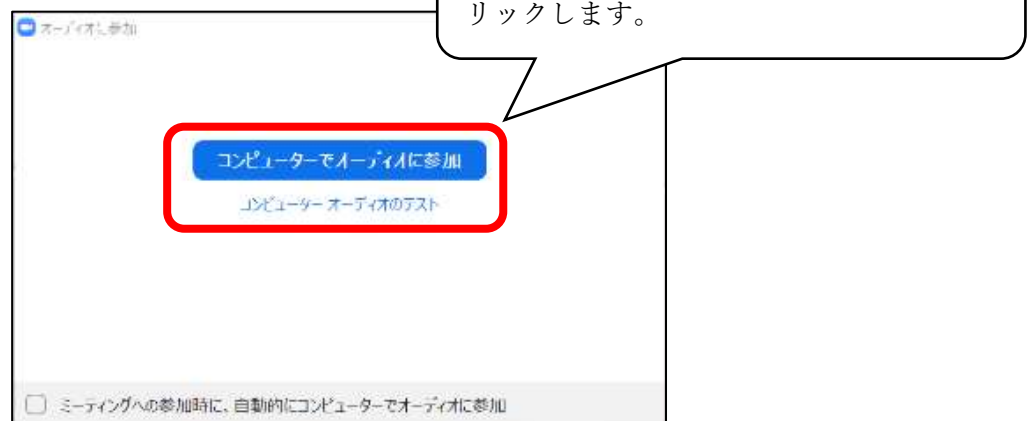 リックします。
オーディオに参加
コンピューターでオーディオに参加
コンピューター オーディオのテスト
ミーティングへの参加時に、自動的にコンピューターでオーディオに参加